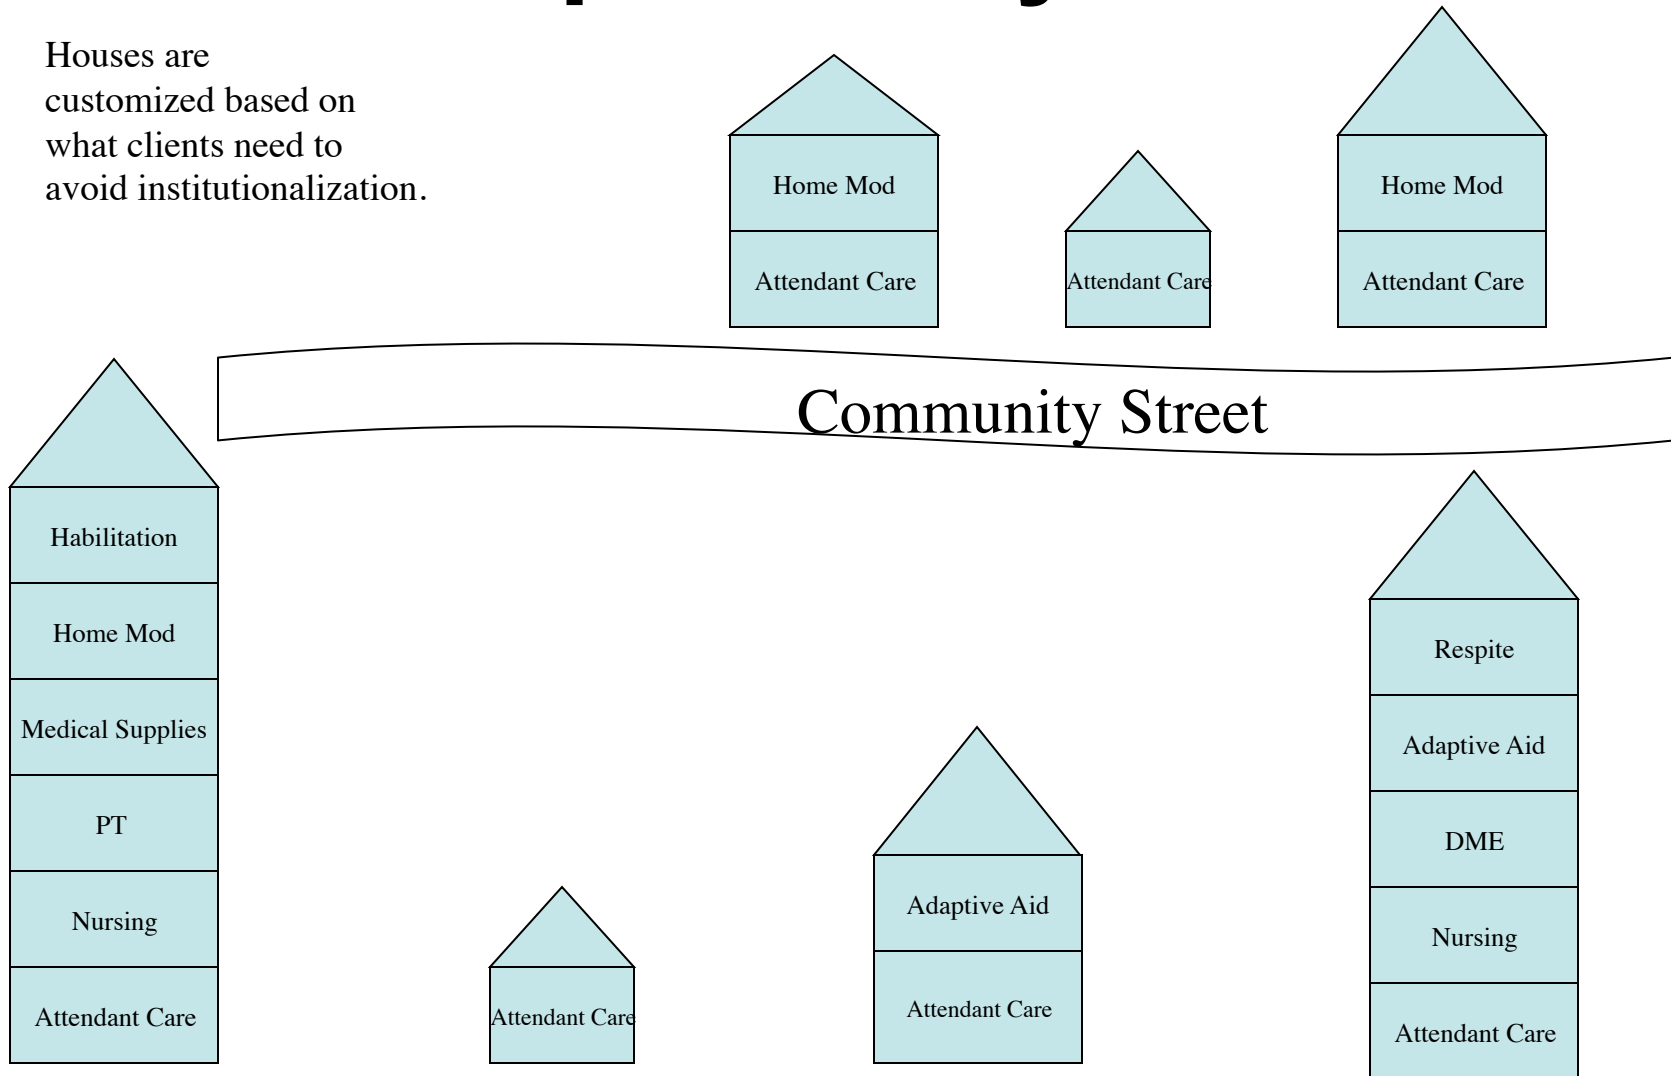 Houses are
customized based on
what clients need to
avoid institutionalization.
Home Mod
Attendant Care
Attendant Care
Home Mod
Attendant Care
Community Street
Habilitation
Home Mod
Medical Supplies
PT
Nursing
Attendant Care
Attendant Care
Adaptive Aid
Attendant Care
Respite
Adaptive Aid
DME
Nursing
Attendant Care